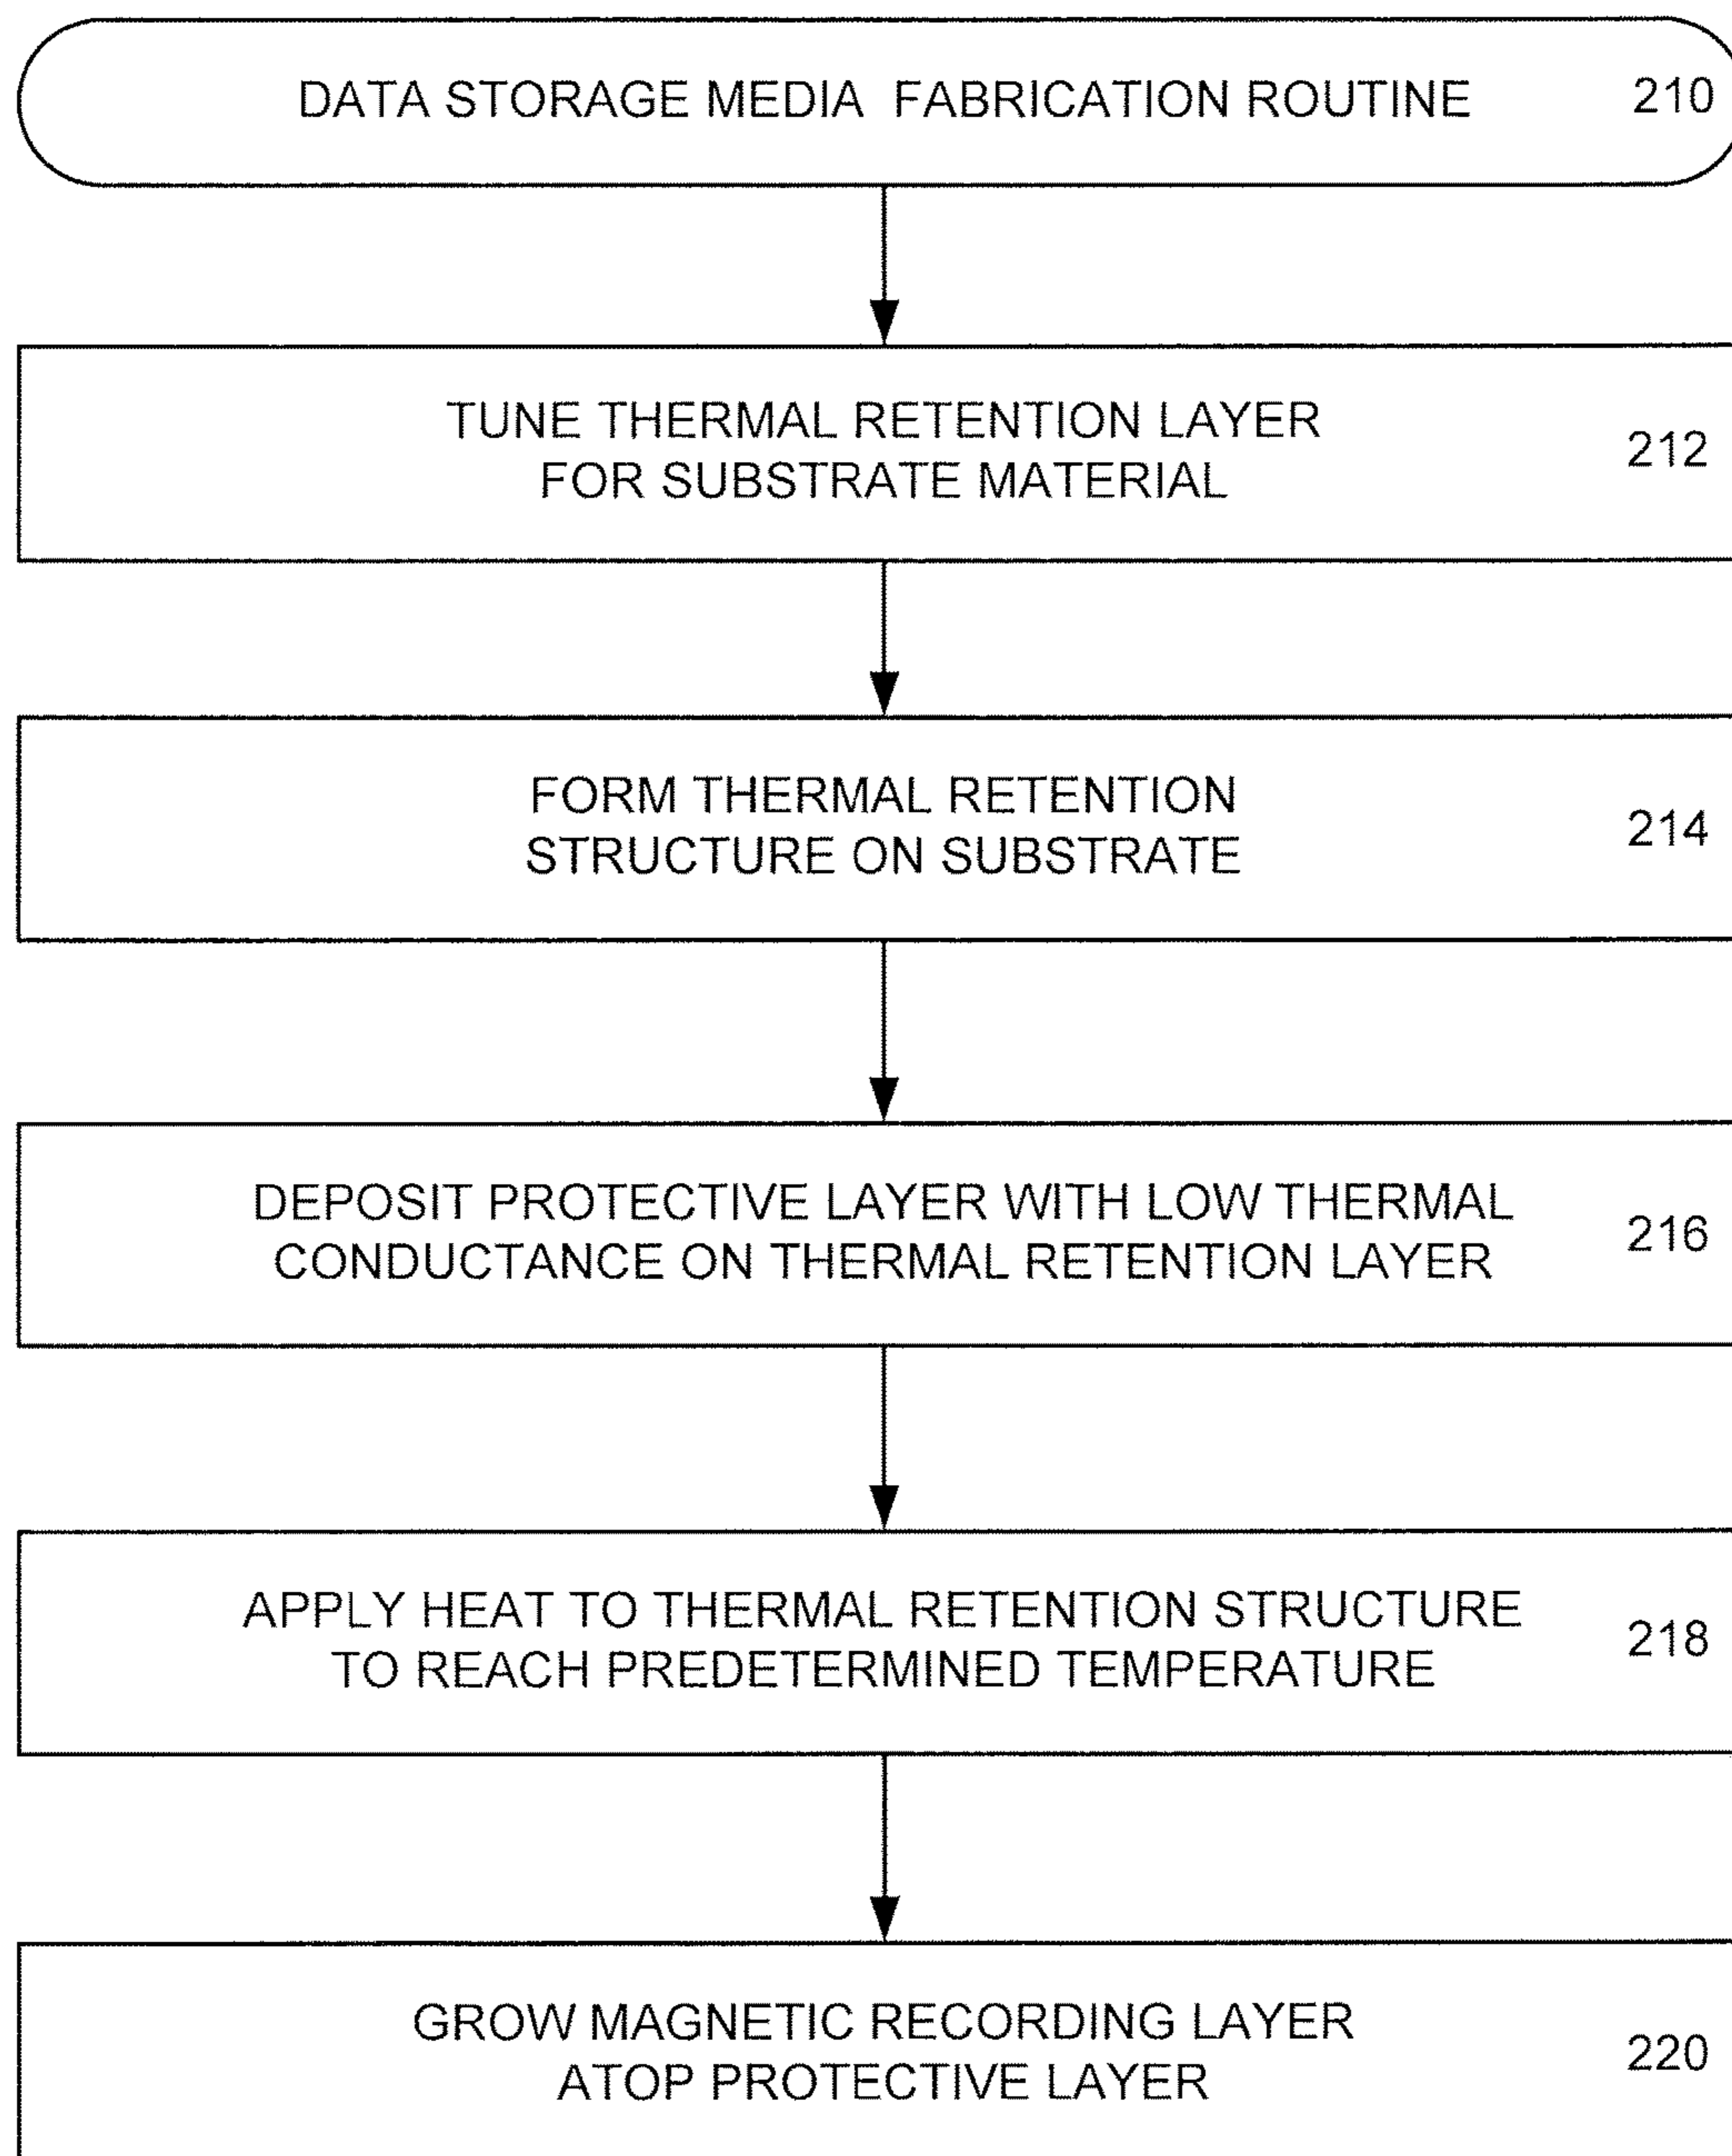 DATA STORAGE MEDIA FABRICATION ROUTINE 210
TUNE THERMAL RETENTION LAYER
FOR SUBSTRATE MATERIAL
212
FORM THERMAL RETENTION
STRUCTURE ON SUBSTRATE
214
DEPOSIT PROTECTIVE LAYER WITH LOW THERMAL
CONDUCTANCE ON THERMAL RETENTION LAYER
216
APPLY HEAT TO THERMAL RETENTION STRUCTURE
TO REACH PREDETERMINED TEMPERATURE
218
GROW MAGNETIC RECORDING LAYER
ATOP PROTECTIVE LAYER
220